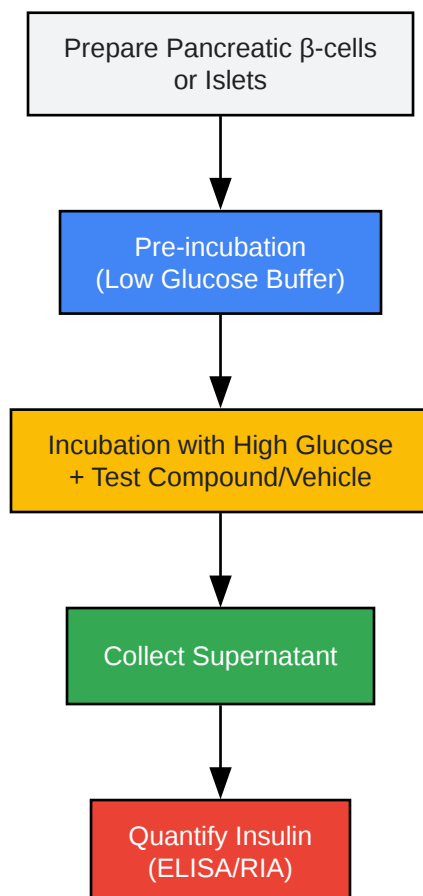 Prepare Pancreatic β-cells
or Islets
Pre-incubation
(Low Glucose Buffer)
Incubation with High Glucose
+ Test Compound/Vehicle
Collect Supernatant
Quantify Insulin
(ELISA/RIA)